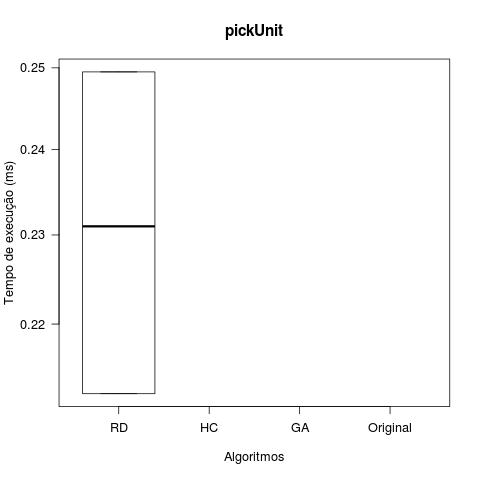 pickUnit
0.25
0.24
0.23
0.22
Tempo de execução (ms)
RD HC GA Original
Algoritmos